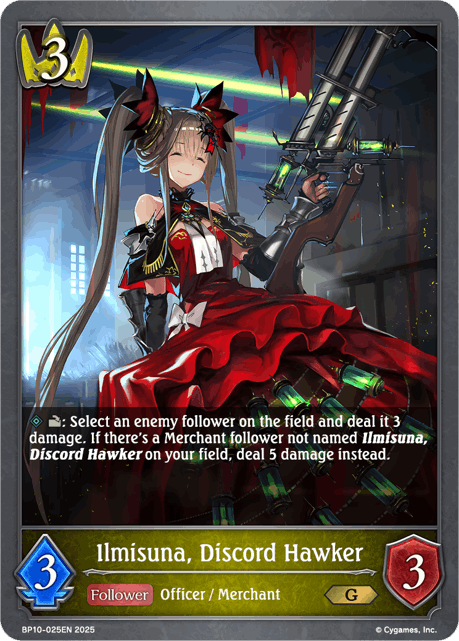 3
: Select an enemy follower on the field and deal it 3
damage. If there's a Merchant follower not named Ilmisuna,
Discord Hawker on your field, deal 5 damage instead.
Ilmisuna, Discord Hawker
3
Follower Officer / Merchant G
3
BP10-025EN 2025 © Cygames, Inc.